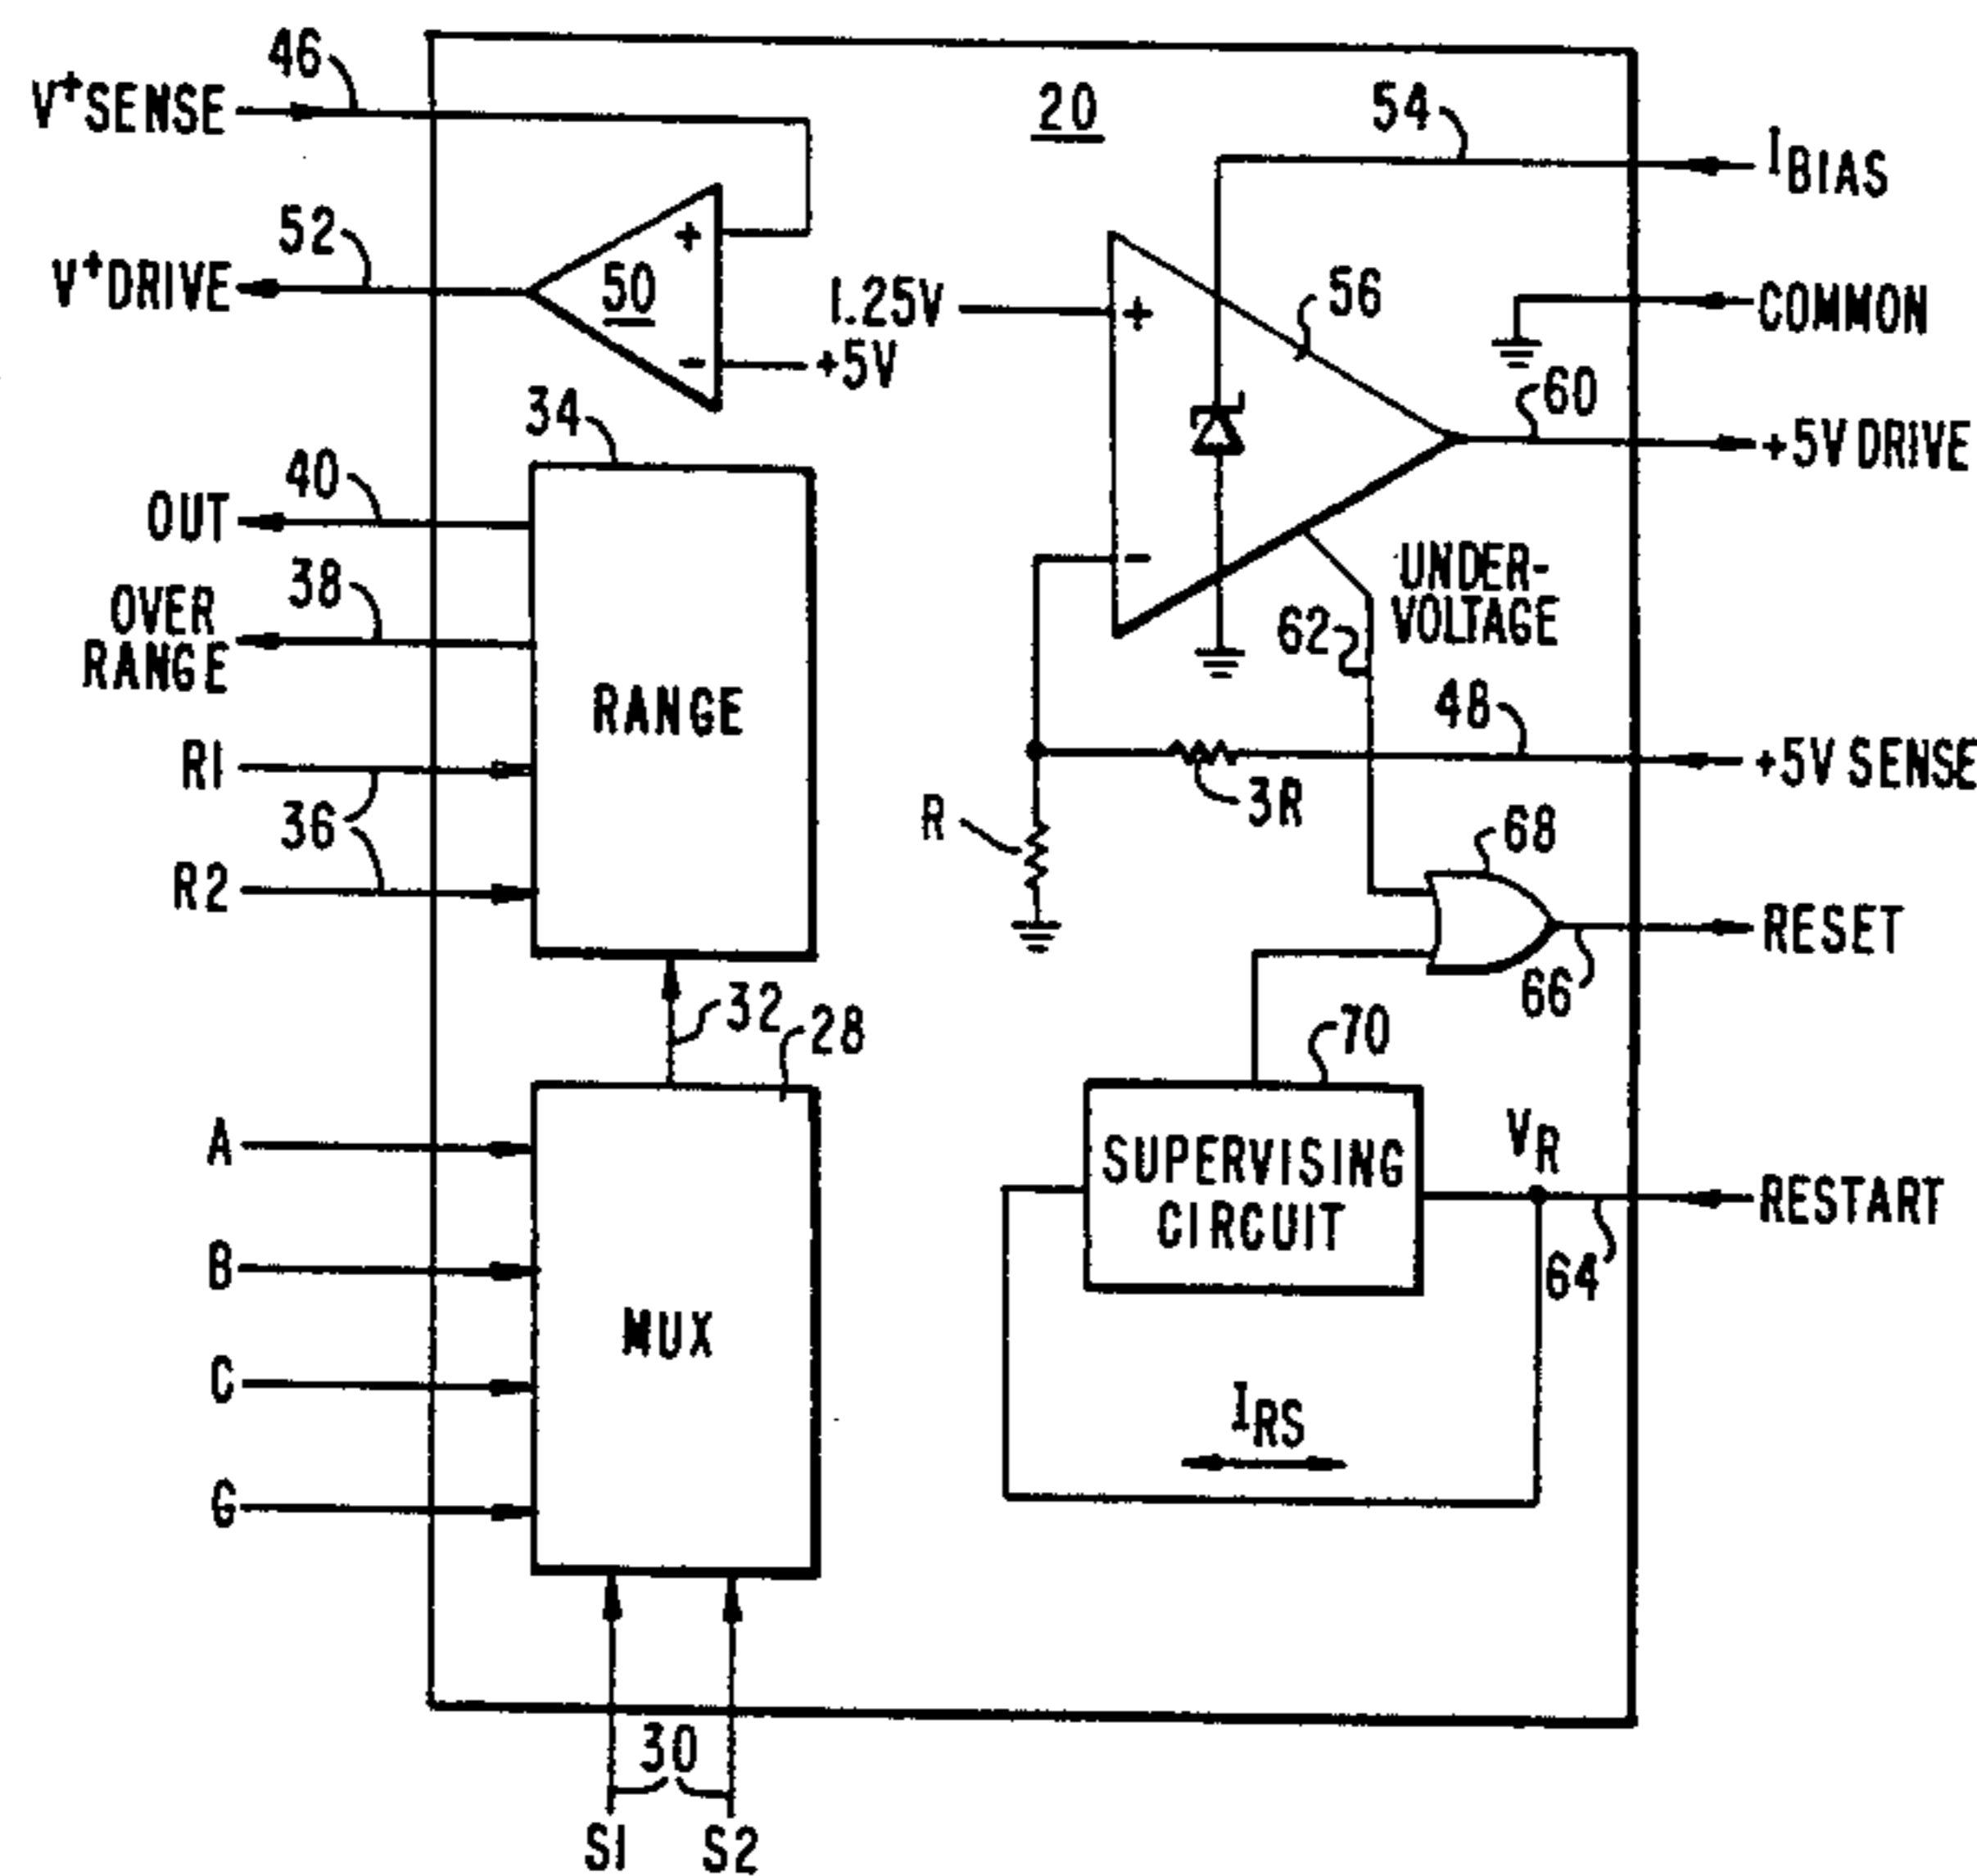 46
V+SENSE
20
54
IBIAS
52
V+DRIVE
50
+
-
1.25V
+5V
+
-
56
COMMON
60
+5V DRIVE
34
40
OUT
38
OVER
RANGE
RANGE
R1
36
R2
UNDER-
VOLTAGE
62
48
+5V SENSE
3R
R
68
RESET
66
32
28
70
A
B
C
G
MUX
SUPERVISING
CIRCUIT
VR
RESTART
64
IRS
30
S1
S2